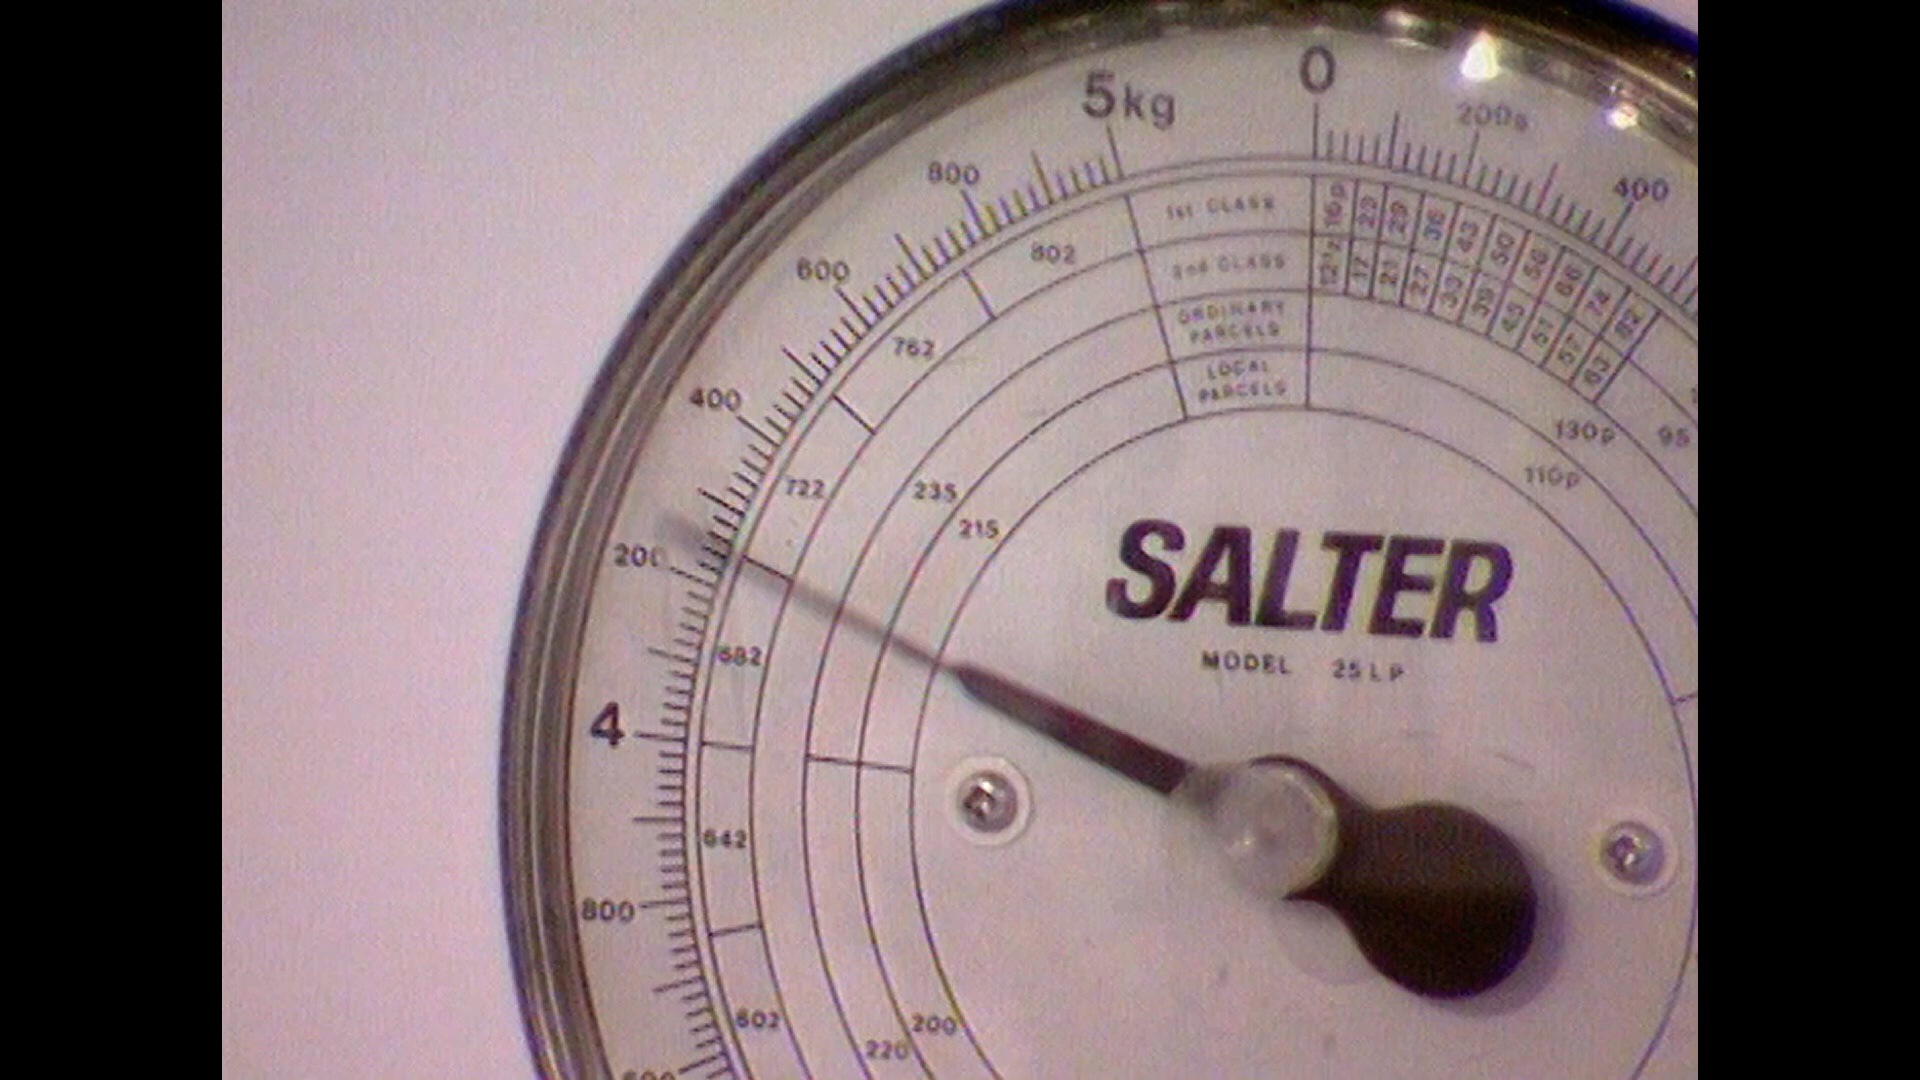 0
5kg
200g
800
400
1st CLASS
16p 22 29 36 43 50 56 66 74 82
802
2nd CLASS
12½ 17 21 27 33 39 45 51 57 63
600
ORDINARY
PARCELS
762
LOCAL
PARCELS
400
130p
95
110p
722
235
215
SALTER
200
MODEL 25LP
682
4
642
800
602
200
220
600